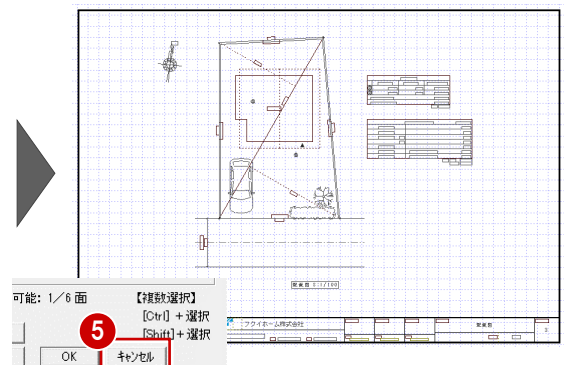 配置図 S:1/100
可能: 1/6 面
【複数選択】
[Ctrl] +選択
[Shift]+選択
5
OK
キャンセル
フクイホーム株式会社
配置図